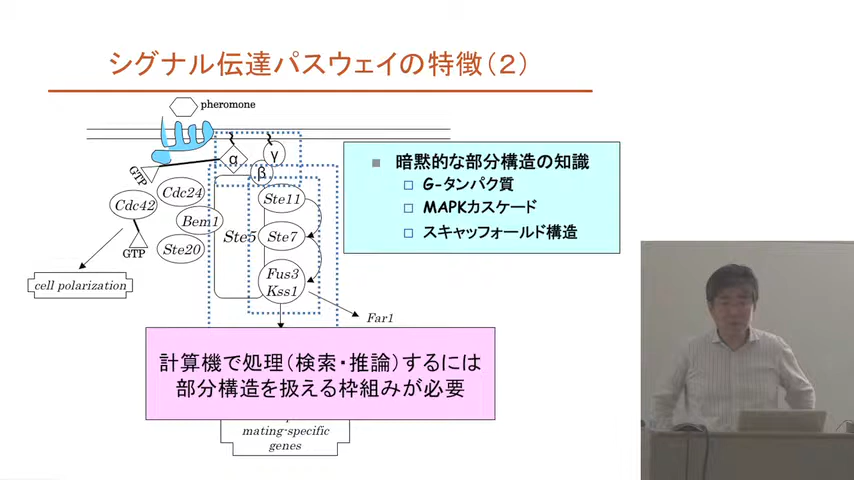 シグナル伝達パスウェイの特徴(2)
pheromone
α
γ
β
GTP
Cdc24
Cdc42
Bem1
Ste20
GTP
Ste5
Ste11
Ste7
Fus3
Kss1
Far1
cell polarization
暗黙的な部分構造の知識
G-タンパク質
MAPKカスケード
スキャッフォールド構造
計算機で処理(検索・推論)するには
部分構造を扱える枠組みが必要
mating-specific
genes